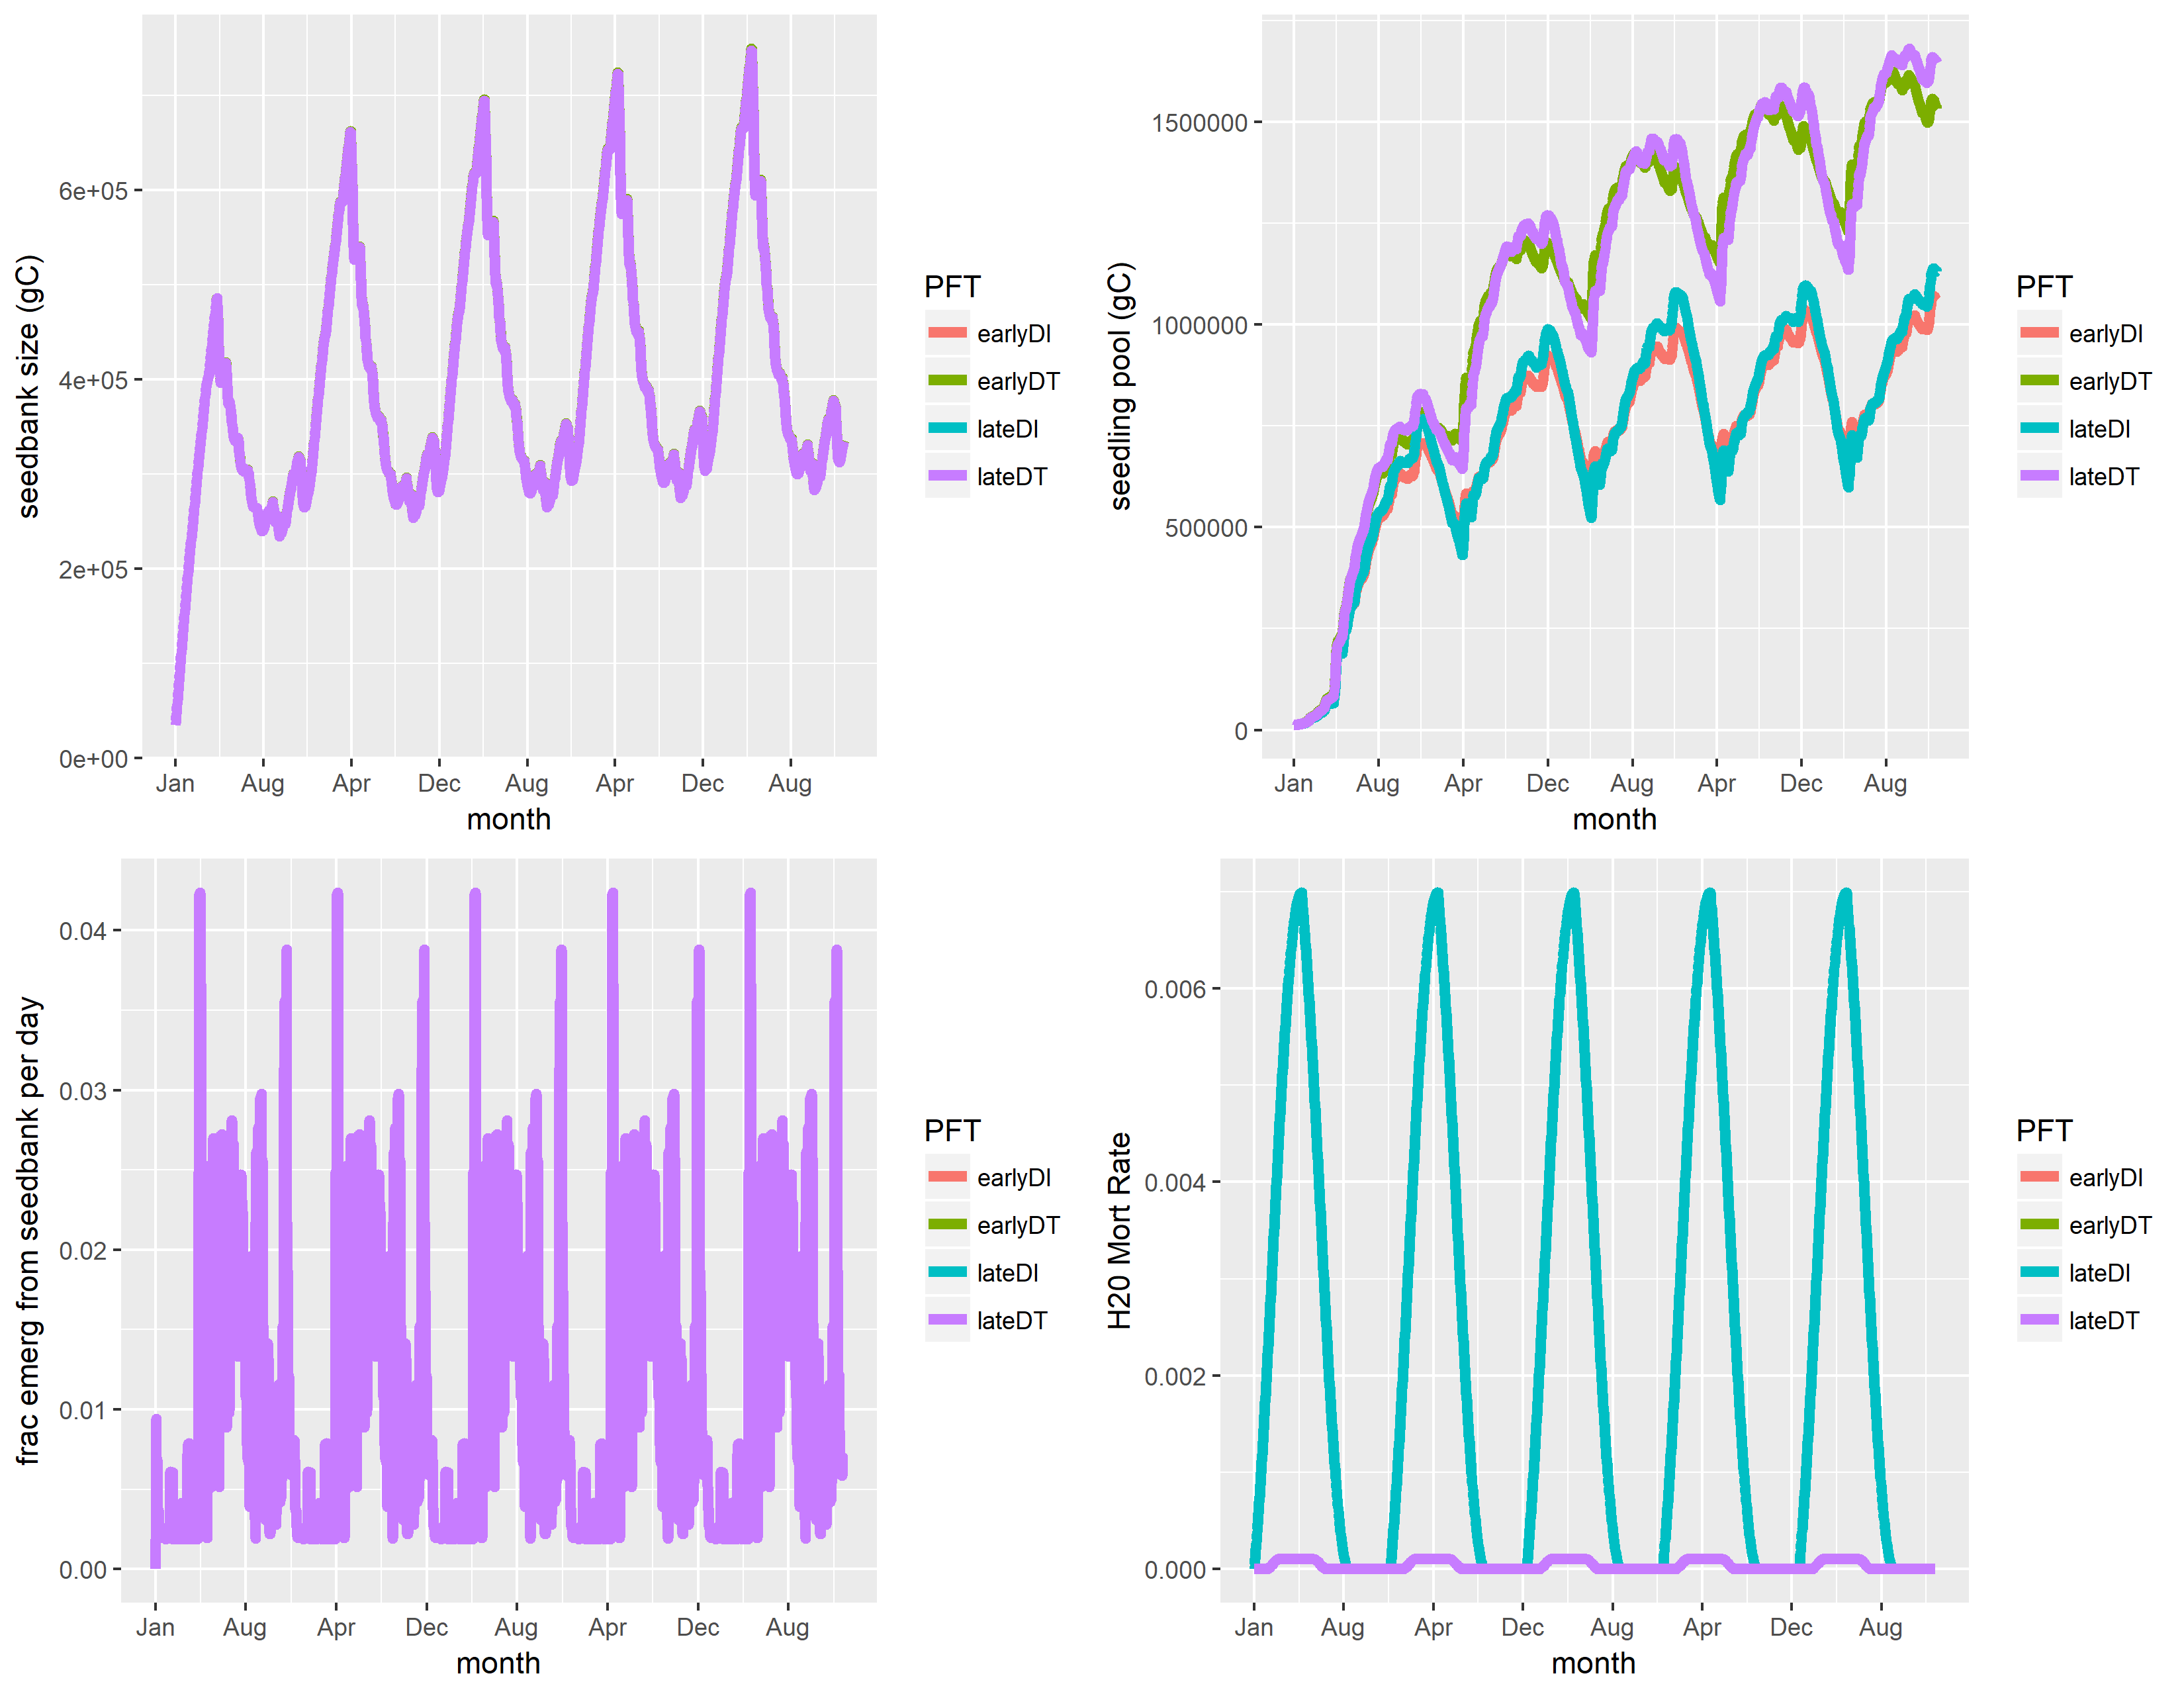 seedbank size (gC)
6e+05
4e+05
2e+05
0e+00
Jan Aug Apr Dec Aug Apr Dec Aug
month
PFT
earlyDI
earlyDT
lateDI
lateDT
seedling pool (gC)
1500000
1000000
500000
0
Jan Aug Apr Dec Aug Apr Dec Aug
month
PFT
earlyDI
earlyDT
lateDI
lateDT
frac emerg from seedbank per day
0.04
0.03
0.02
0.01
0.00
Jan Aug Apr Dec Aug Apr Dec Aug
month
PFT
earlyDI
earlyDT
lateDI
lateDT
H20 Mort Rate
0.006
0.004
0.002
0.000
Jan Aug Apr Dec Aug Apr Dec Aug
month
PFT
earlyDI
earlyDT
lateDI
lateDT